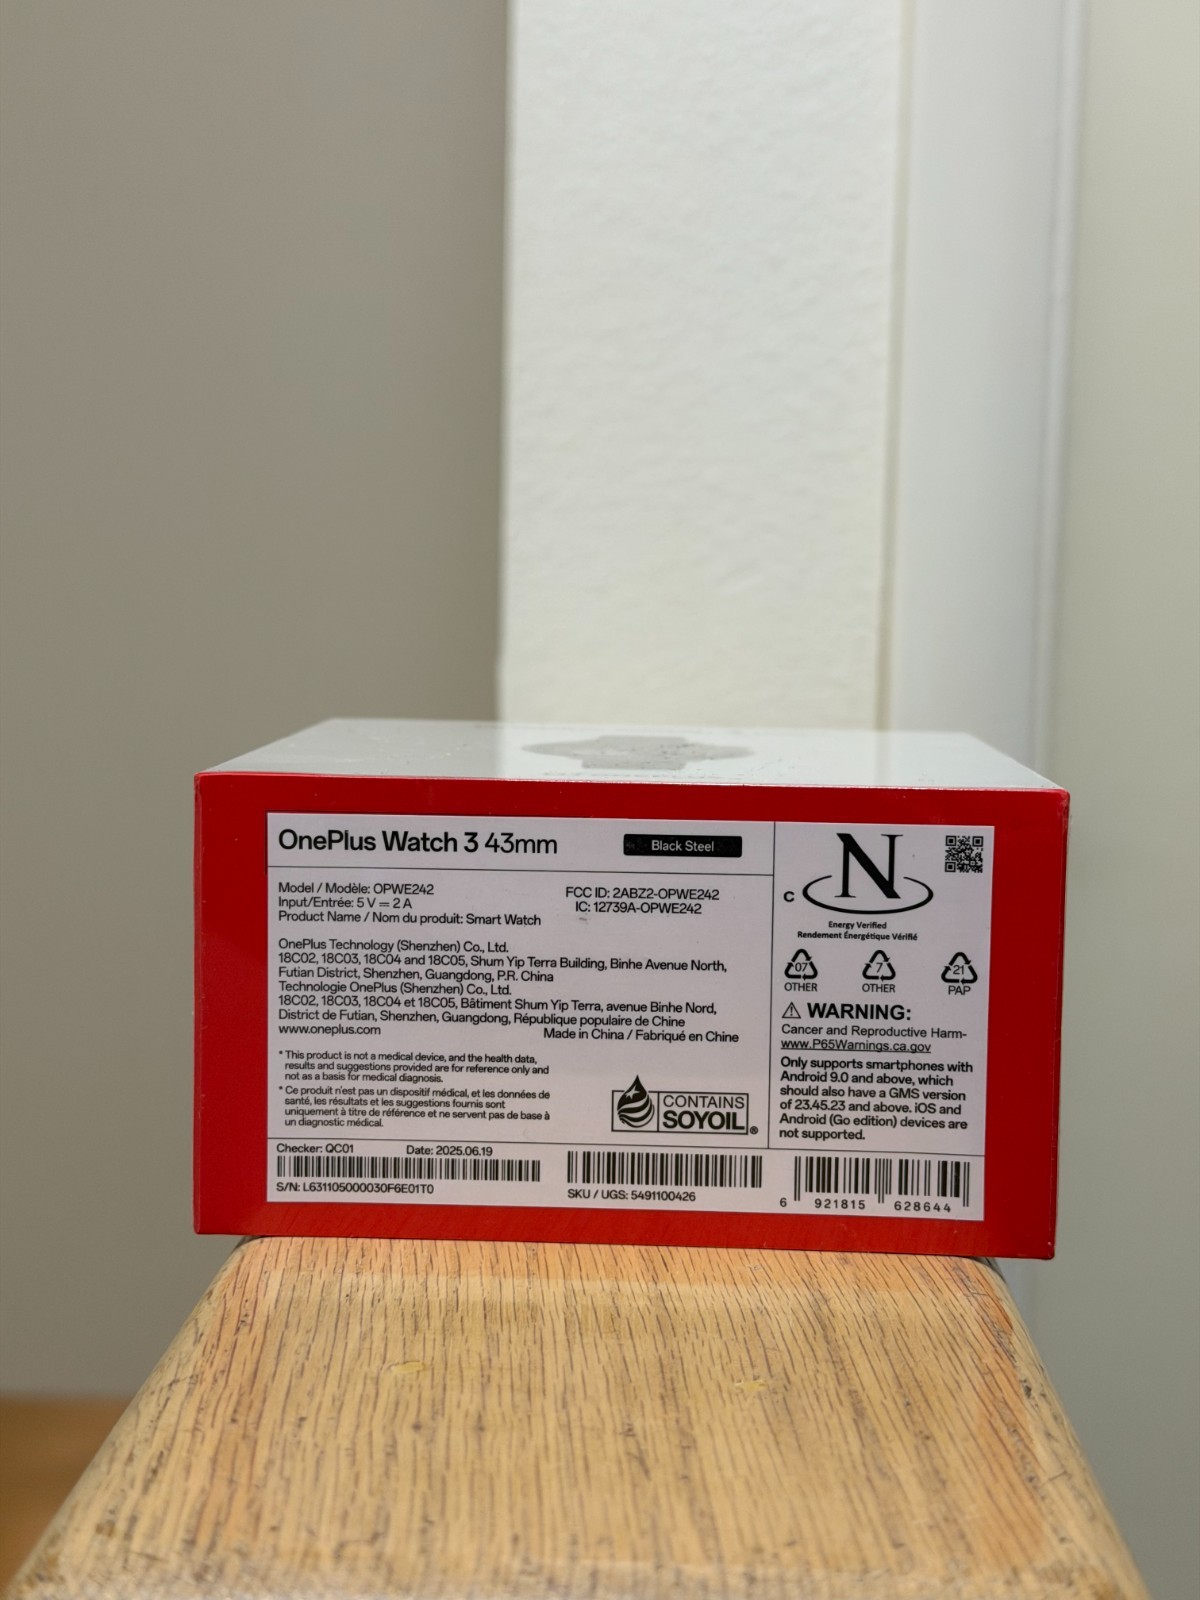 OnePlus Watch 3 43mm
Black Steel
Model / Modèle: OPWE242
Input/Entrée: 5 V ⎓ 2 A
Product Name / Nom du produit: Smart Watch
FCC ID: 2ABZ2-OPWE242
IC: 12739A-OPWE242
OnePlus Technology (Shenzhen) Co., Ltd.
18C02, 18C03, 18C04 and 18C05, Shum Yip Terra Building, Binhe Avenue North,
Futian District, Shenzhen, Guangdong, P.R. China
Technologie OnePlus (Shenzhen) Co., Ltd.
18C02, 18C03, 18C04 et 18C05, Bâtiment Shum Yip Terra, avenue Binhe Nord,
District de Futian, Shenzhen, Guangdong, République populaire de Chine
www.oneplus.com
Made in China / Fabriqué en Chine
* This product is not a medical device, and the health data,
results and suggestions provided are for reference only and
not as a basis for medical diagnosis.
* Ce produit n'est pas un dispositif médical, et les données de
santé, les résultats et les suggestions fournis sont
uniquement à titre de référence et ne servent pas de base à
un diagnostic médical.
CONTAINS
SOYOIL®
Checker: QC01
Date: 2025.06.19
S/N: L631105000030F6E01T0
SKU / UGS: 5491100426
C N
Energy Verified
Rendement Énergétique Vérifié
07
OTHER
7
OTHER
21
PAP
⚠ WARNING:
Cancer and Reproductive Harm-
www.P65Warnings.ca.gov
Only supports smartphones with
Android 9.0 and above, which
should also have a GMS version
of 23.45.23 and above. iOS and
Android (Go edition) devices are
not supported.
6 921815 628644